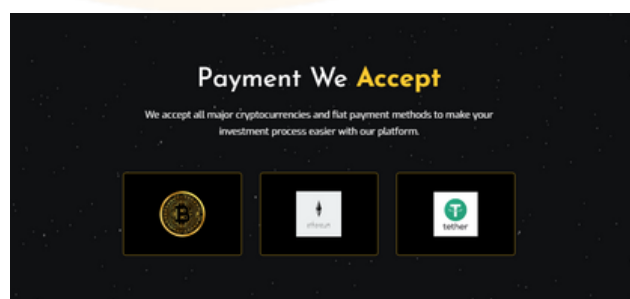 Payment We Accept
We accept all major cryptocurrencies and fiat payment methods to make your
investment process easier with our platform.
ethereum
tether